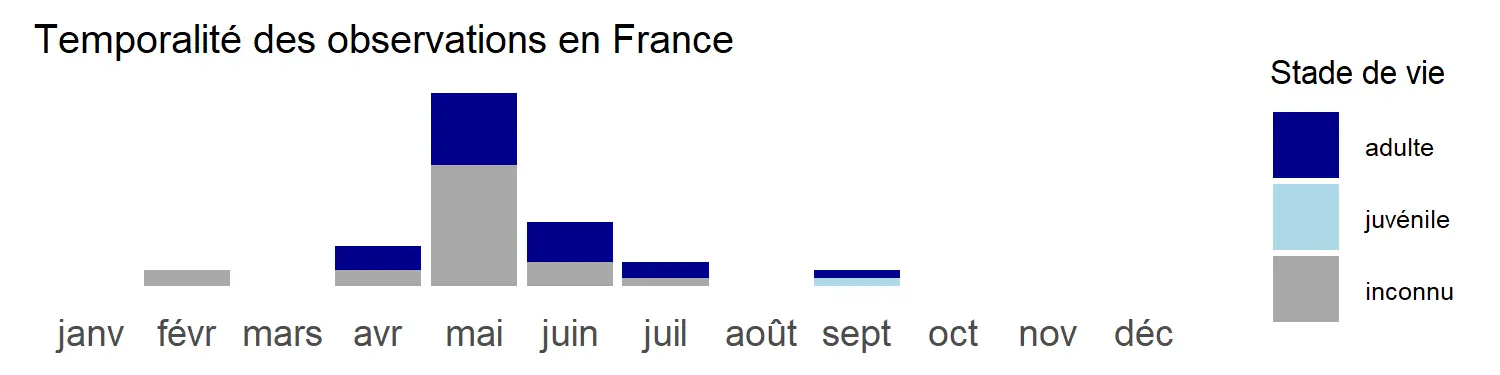 Temporalité des observations en France
Stade de vie
adulte
juvénile
inconnu
janv févr mars avr mai juin juil août sept oct nov déc